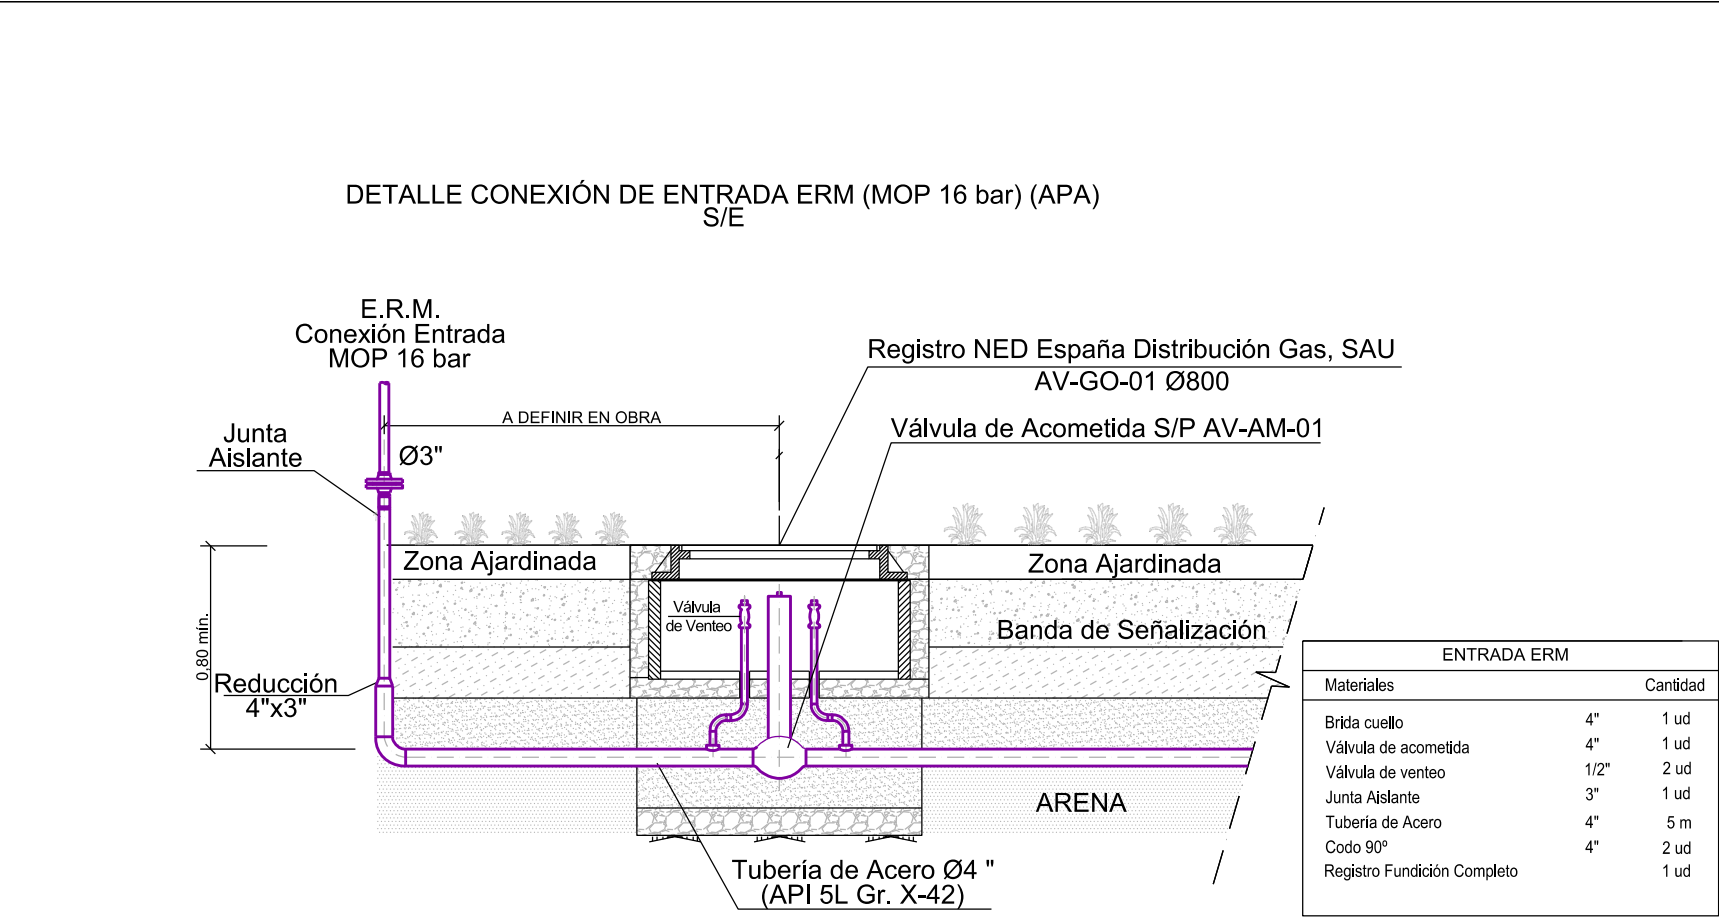 DETALLE CONEXIÓN DE ENTRADA ERM (MOP 16 bar) (APA)
S/E
E.R.M.
Conexión Entrada
MOP 16 bar
Registro NED España Distribución Gas, SAU
AV-GO-01 Ø800
A DEFINIR EN OBRA
Válvula de Acometida S/P AV-AM-01
Junta
Aislante
Ø3"
Zona Ajardinada
Zona Ajardinada
Válvula
de Venteo
Banda de Señalización
0,80 mín.
Reducción
4"x3"
ARENA
Tubería de Acero Ø4 "
(API 5L Gr. X-42)
ENTRADA ERM
Materiales Cantidad
Brida cuello 4" 1 ud
Válvula de acometida 4" 1 ud
Válvula de venteo 1/2" 2 ud
Junta Aislante 3" 1 ud
Tubería de Acero 4" 5 m
Codo 90º 4" 2 ud
Registro Fundición Completo 1 ud